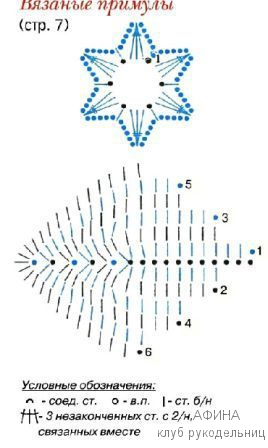 Вязаные примулы
(стр. 7)
1
5
3
1
2
4
6
Условные обозначения:
- соед. ст. - в.п. - ст. б/н
- 3 незаконченных ст. с 2/н,
связанных вместе
АФИНА
клуб рукодельниц